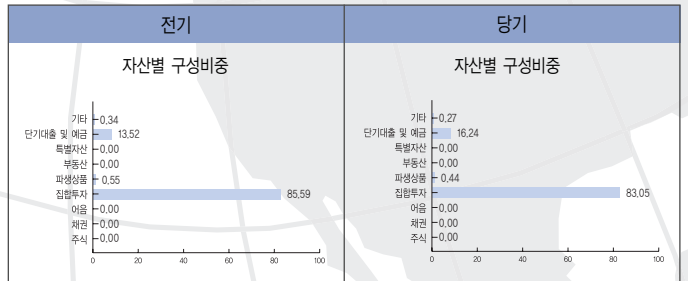 전기
당기
자산별 구성비중
자산별 구성비중
기타 0.34
단기대출 및 예금 13.52
특별자산 0.00
부동산 0.00
파생상품 0.55
집합투자 85.59
어음 0.00
채권 0.00
주식 0.00
0 20 40 60 80 100
기타 0.27
단기대출 및 예금 16.24
특별자산 0.00
부동산 0.00
파생상품 0.44
집합투자 83.05
어음 0.00
채권 0.00
주식 0.00
0 20 40 60 80 100